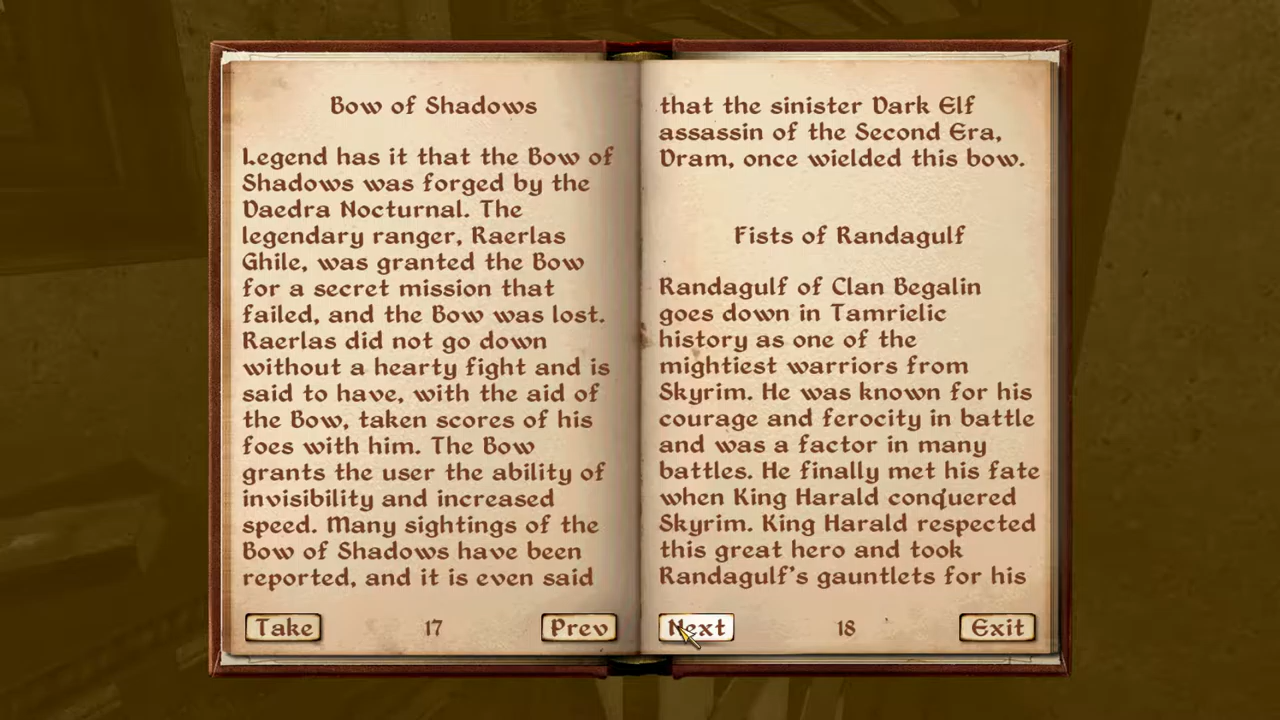 Bow of Shadows
Legend has it that the Bow of
Shadows was forged by the
Daedra Nocturnal. The
legendary ranger, Raerlas
Ghile, was granted the Bow
for a secret mission that
failed, and the Bow was lost.
Raerlas did not go down
without a hearty fight and is
said to have, with the aid of
the Bow, taken scores of his
foes with him. The Bow
grants the user the ability of
invisibility and increased
speed. Many sightings of the
Bow of Shadows have been
reported, and it is even said
Take
17
Prev
that the sinister Dark Elf
assassin of the Second Era,
Dram, once wielded this bow.
Fists of Randagulf
Randagulf of Clan Begalin
goes down in Tamrielic
history as one of the
mightiest warriors from
Skyrim. He was known for his
courage and ferocity in battle
and was a factor in many
battles. He finally met his fate
when King Harald conquered
Skyrim. King Harald respected
this great hero and took
Randagulf's gauntlets for his
Next
18
Exit